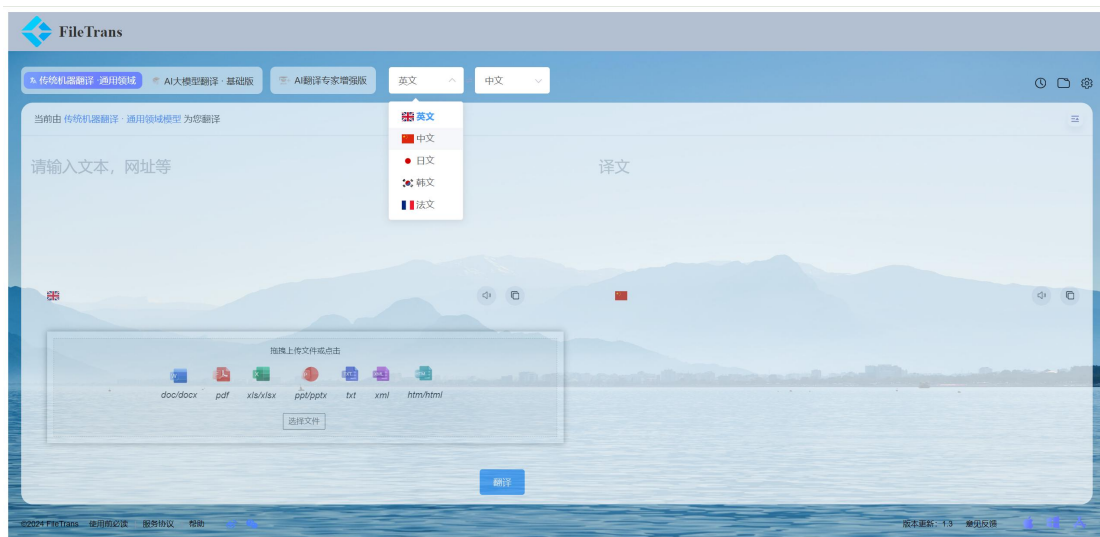 FileTrans
传统机器翻译·通用领域 AI大模型翻译·基础版 AI翻译专家增强版 英文 中文
当前由 传统机器翻译·通用领域模型 为您翻译
英文
中文
日文
韩文
法文
请输入文本，网址等
译文
拖拽上传文件或点击
doc/docx pdf xls/xlsx ppt/pptx txt xml htm/html
选择文件
翻译
©2024 FileTrans 使用前必读 服务协议 帮助 版本更新：1.3 意见反馈